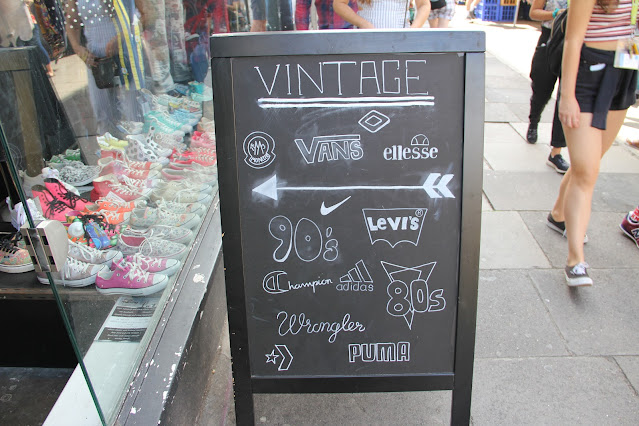 VINTAGE
VANS
ellesse
90's
LEVI'S
Champion
adidas
80s
Wrangler
PUMA